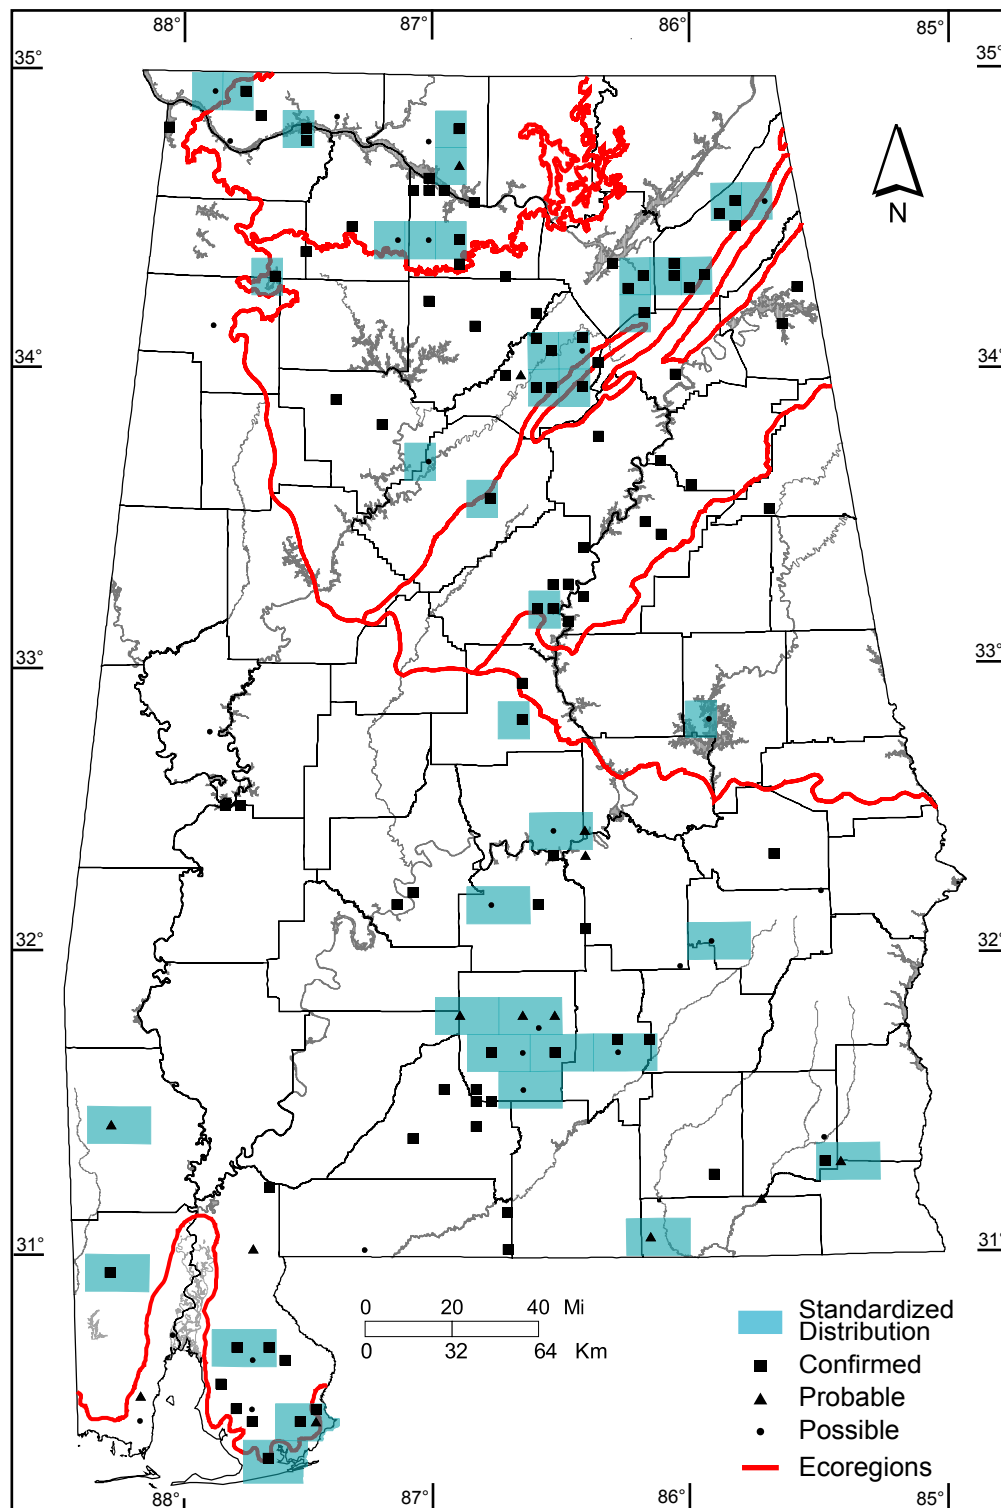 88° 87° 86° 85°
35° 35°
N
34° 34°
33° 33°
32° 32°
31° 31°
0 20 40 Mi
0 32 64 Km
Standardized
Distribution
Confirmed
Probable
Possible
Ecoregions
88° 87° 86° 85°